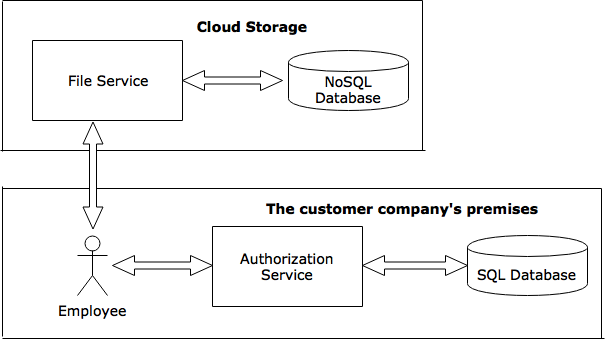 Cloud Storage
File Service
NoSQL
Database
The customer company's premises
Authorization
Service
SQL Database
Employee